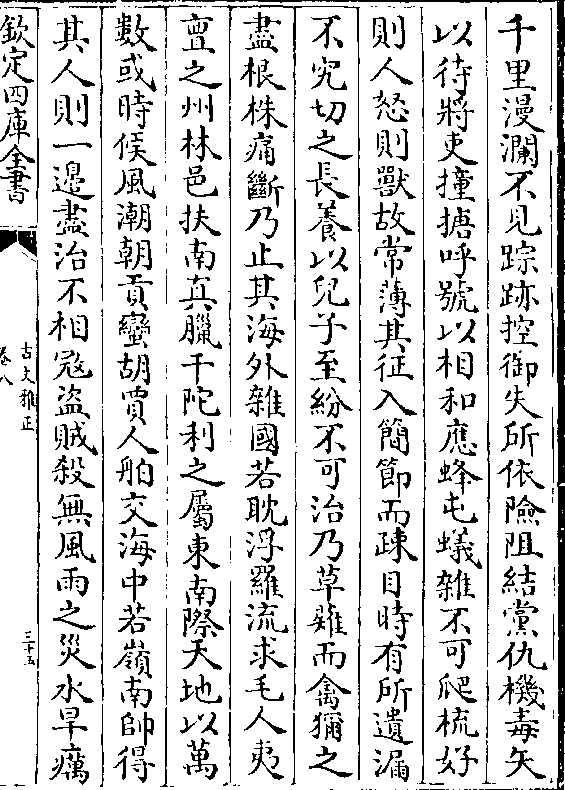 千里漫瀾不見踪跡控御失所依險阻結黨仇機毒矢
以待將吏撞搪呼號以相和應蜂屯蟻雜不可爬梳好
則人怒則獸故常薄其征入簡節而疎目時有所遺漏
不究切之長養以兒子至紛不可治乃草薙而禽獮之
盡根株痛斷乃止其海外雜國若耽浮羅流求毛人夷
亶之州林邑扶南真臘干陀利之屬東南際天地以萬
數或時候風潮朝貢蠻胡賈人舶交海中若嶺南帥得
其人則一邊盡治不相㓂盜賊殺無風雨之災水旱癘
欽定四庫全書
古文雅正
卷八
三十五